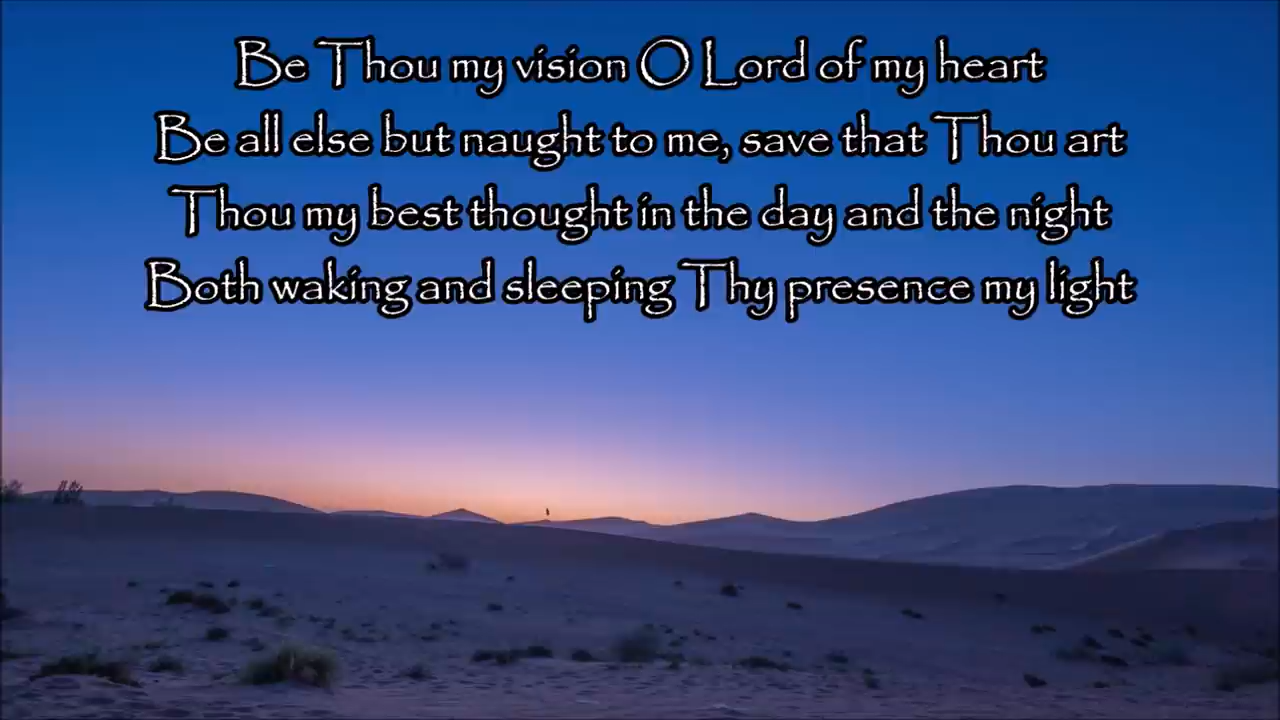 Be Thou my vision O Lord of my heart
Be all else but naught to me, save that Thou art
Thou my best thought in the day and the night
Both waking and sleeping Thy presence my light